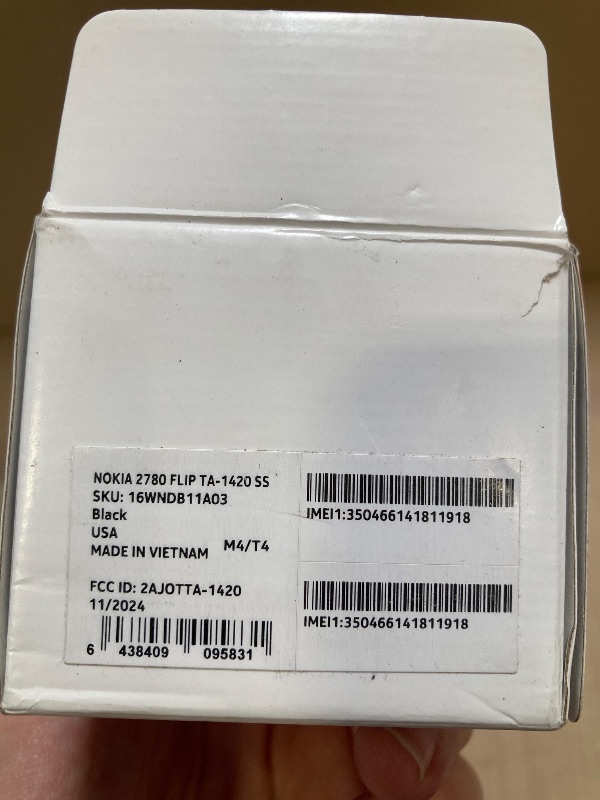 NOKIA 2780 FLIP TA-1420 SS
SKU: 16WNDB11A03
Black
USA
MADE IN VIETNAM M4/T4
FCC ID: 2AJOTTA-1420
11/2024
6 438409 095831
IMEI1:350466141811918
IMEI1:350466141811918